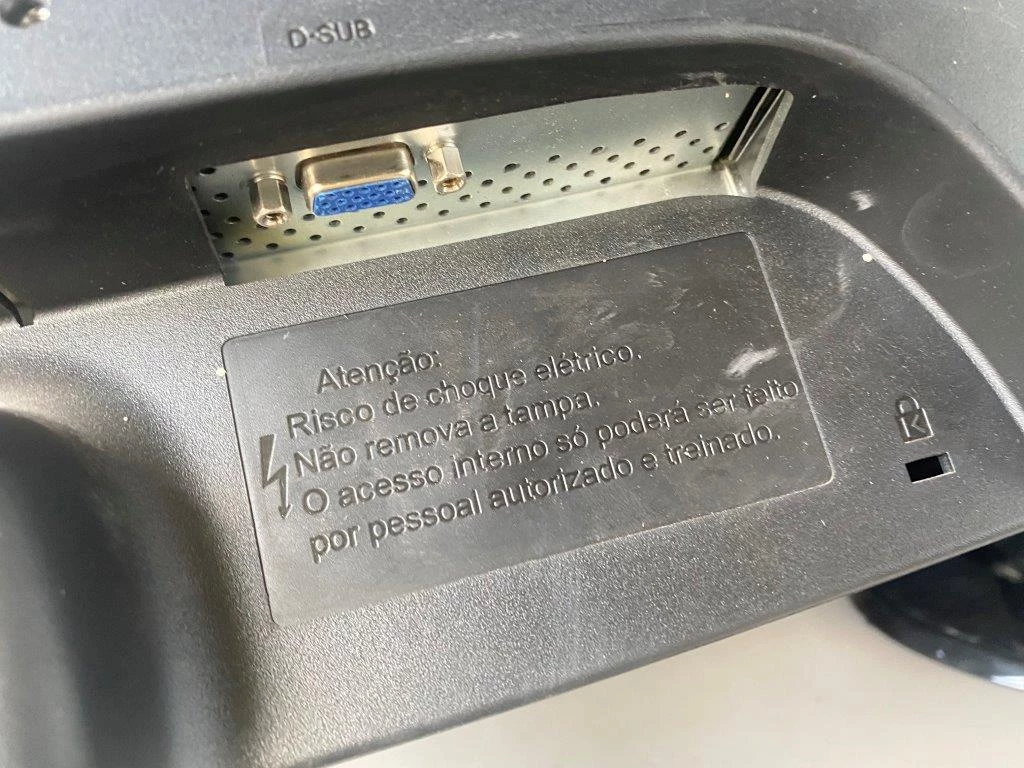 D-SUB
Atenção:
Risco de choque elétrico.
Não remova a tampa.
O acesso interno só poderá ser feito
por pessoal autorizado e treinado.